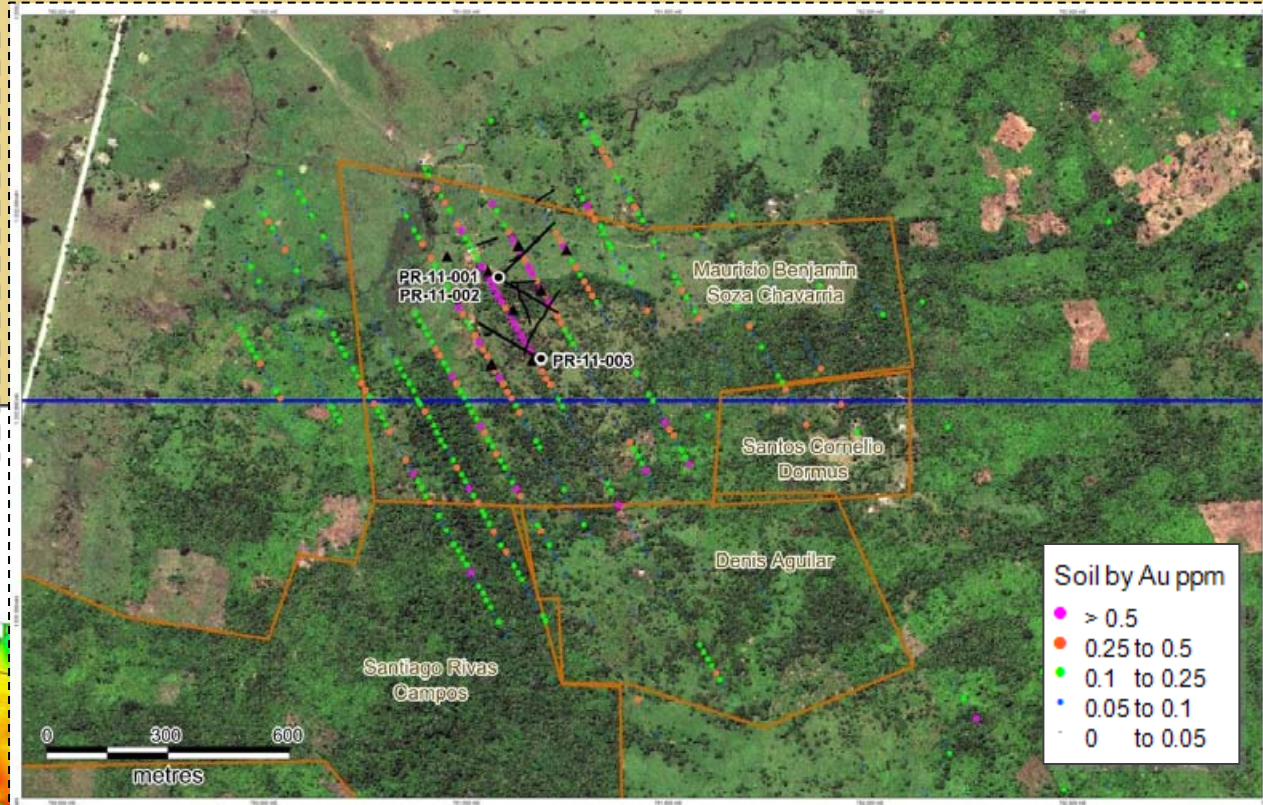 PR-11-001
PR-11-002
PR-11-003
Mauricio Benjamin
Soza Chavarria
Santos Cornelio
Dormus
Denis Aguilar
Santiago Rivas
Campos
Soil by Au ppm
> 0.5
0.25 to 0.5
0.1 to 0.25
0.05 to 0.1
0 to 0.05
0 300 600
metres